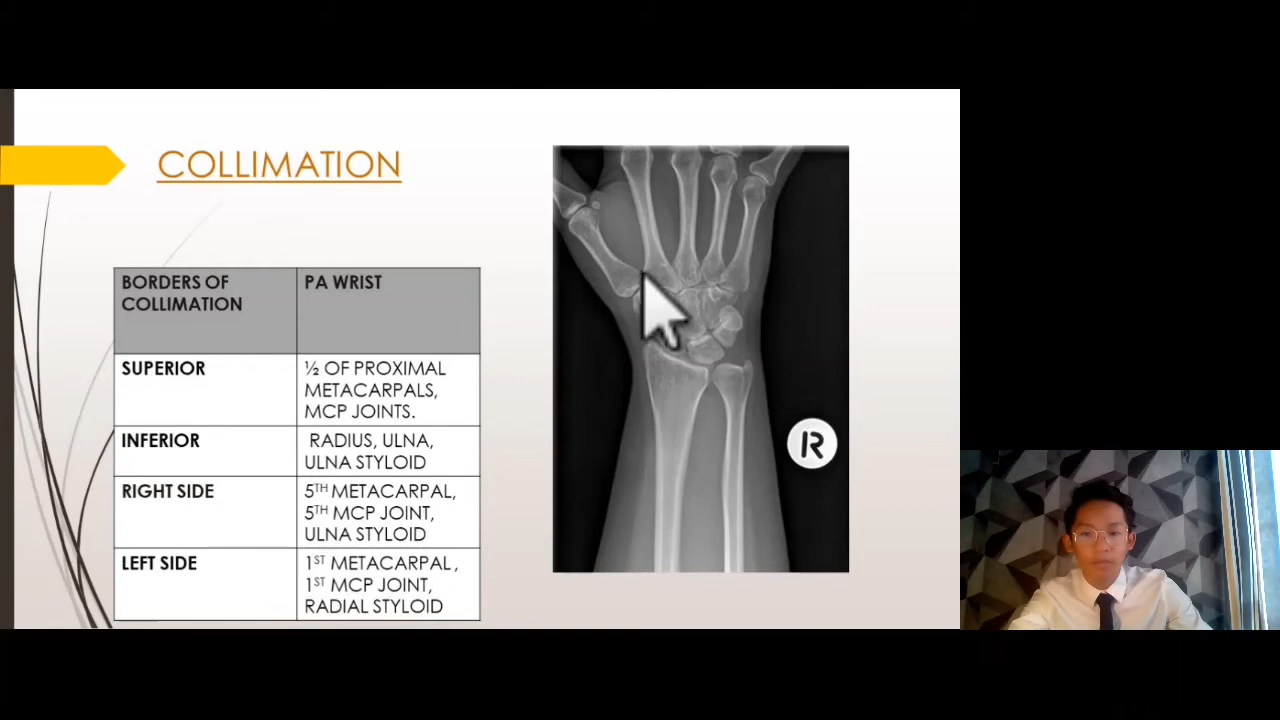 COLLIMATION
BORDERS OF
COLLIMATION
PA WRIST
SUPERIOR
½ OF PROXIMAL
METACARPALS,
MCP JOINTS.
INFERIOR
RADIUS, ULNA,
ULNA STYLOID
RIGHT SIDE
5TH METACARPAL,
5TH MCP JOINT,
ULNA STYLOID
LEFT SIDE
1ST METACARPAL ,
1ST MCP JOINT,
RADIAL STYLOID
R